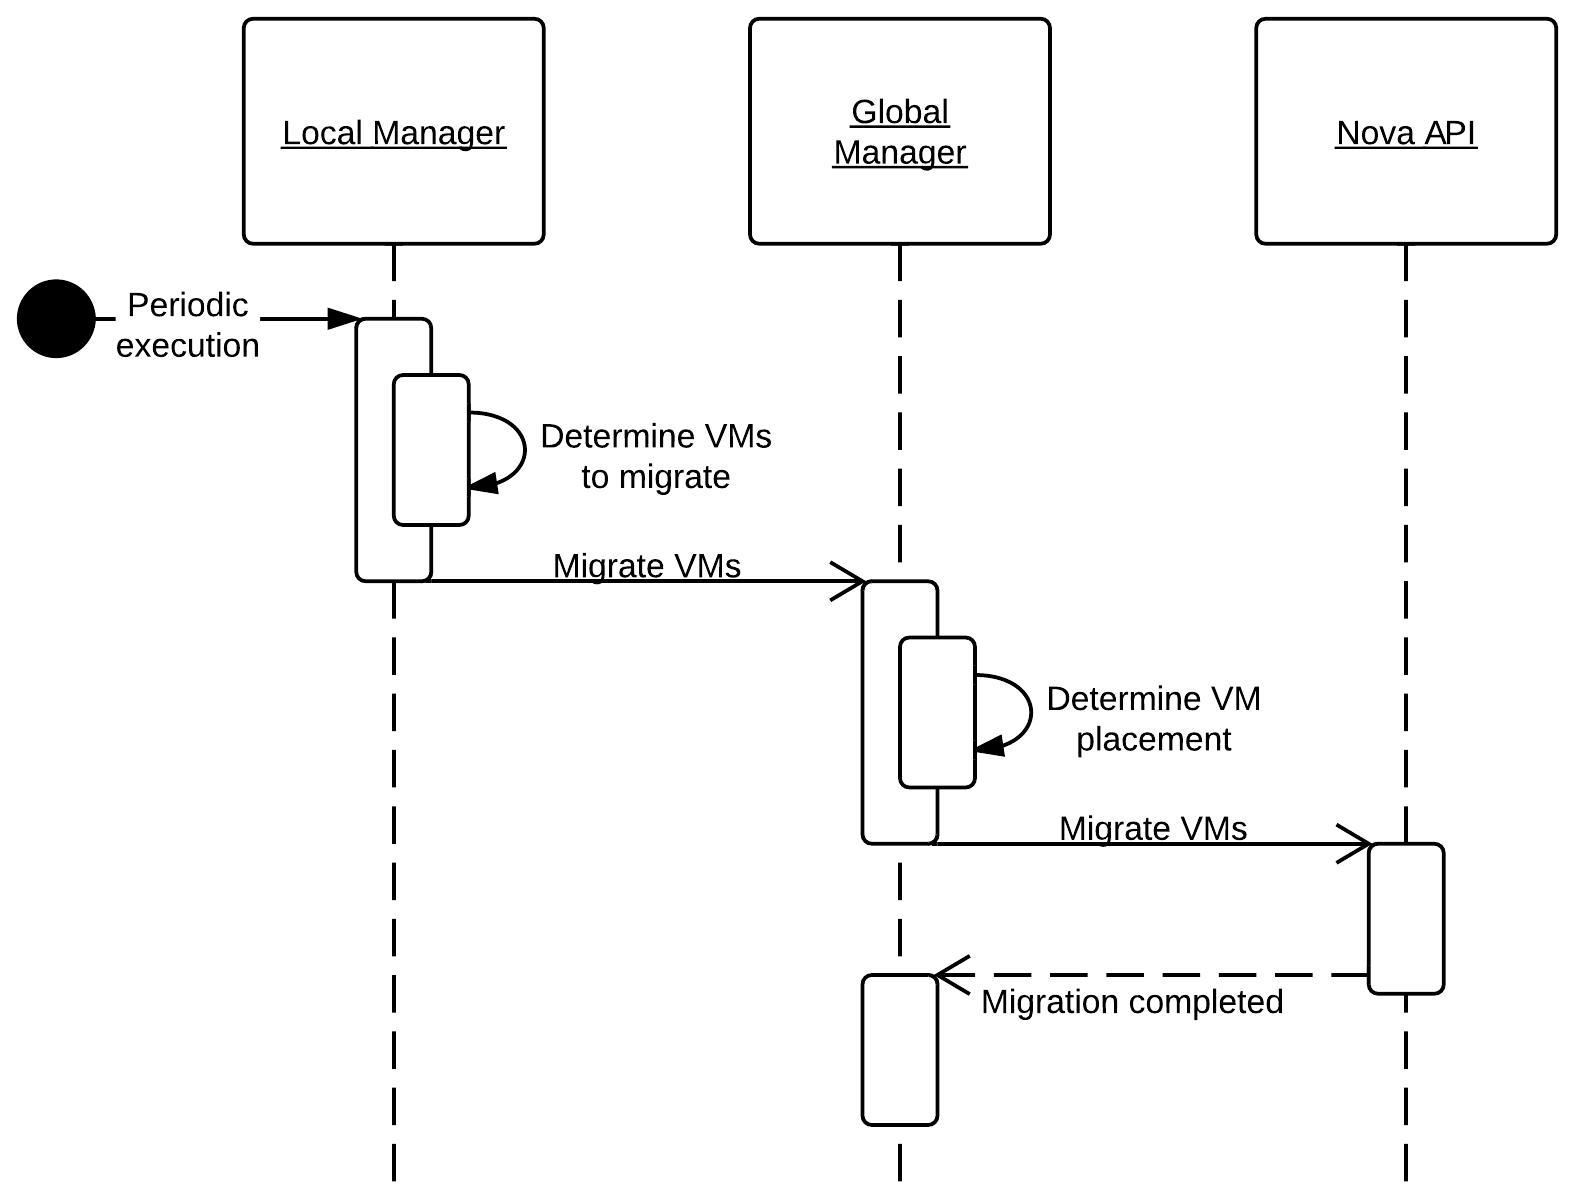 Local Manager
Global
Manager
Nova API
Periodic
execution
Determine VMs
to migrate
Migrate VMs
Determine VM
placement
Migrate VMs
Migration completed